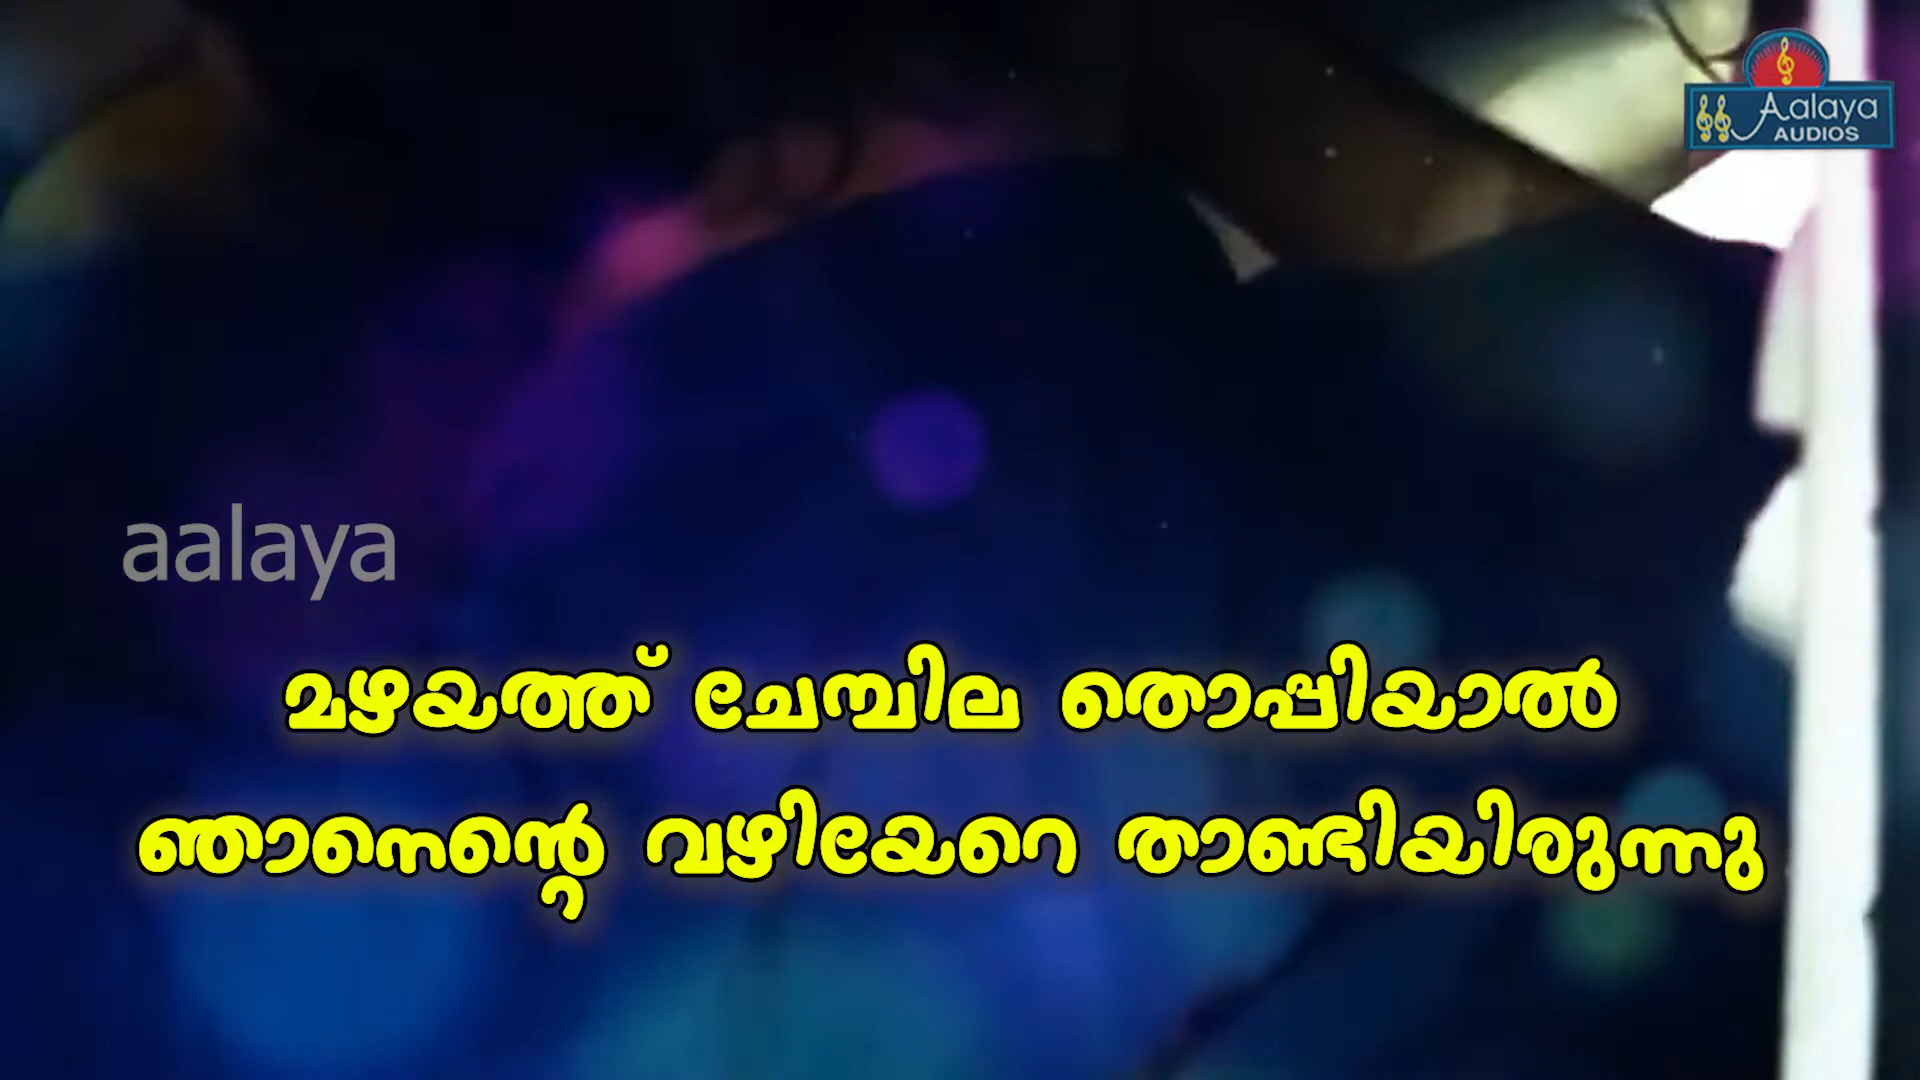 Aalaya
AUDIOS
aalaya
മഴയത്ത് ചേമ്പില തൊപ്പിയാൽ
ഞാനെന്റെ വഴിയേറെ താണ്ടിയിരുന്നു